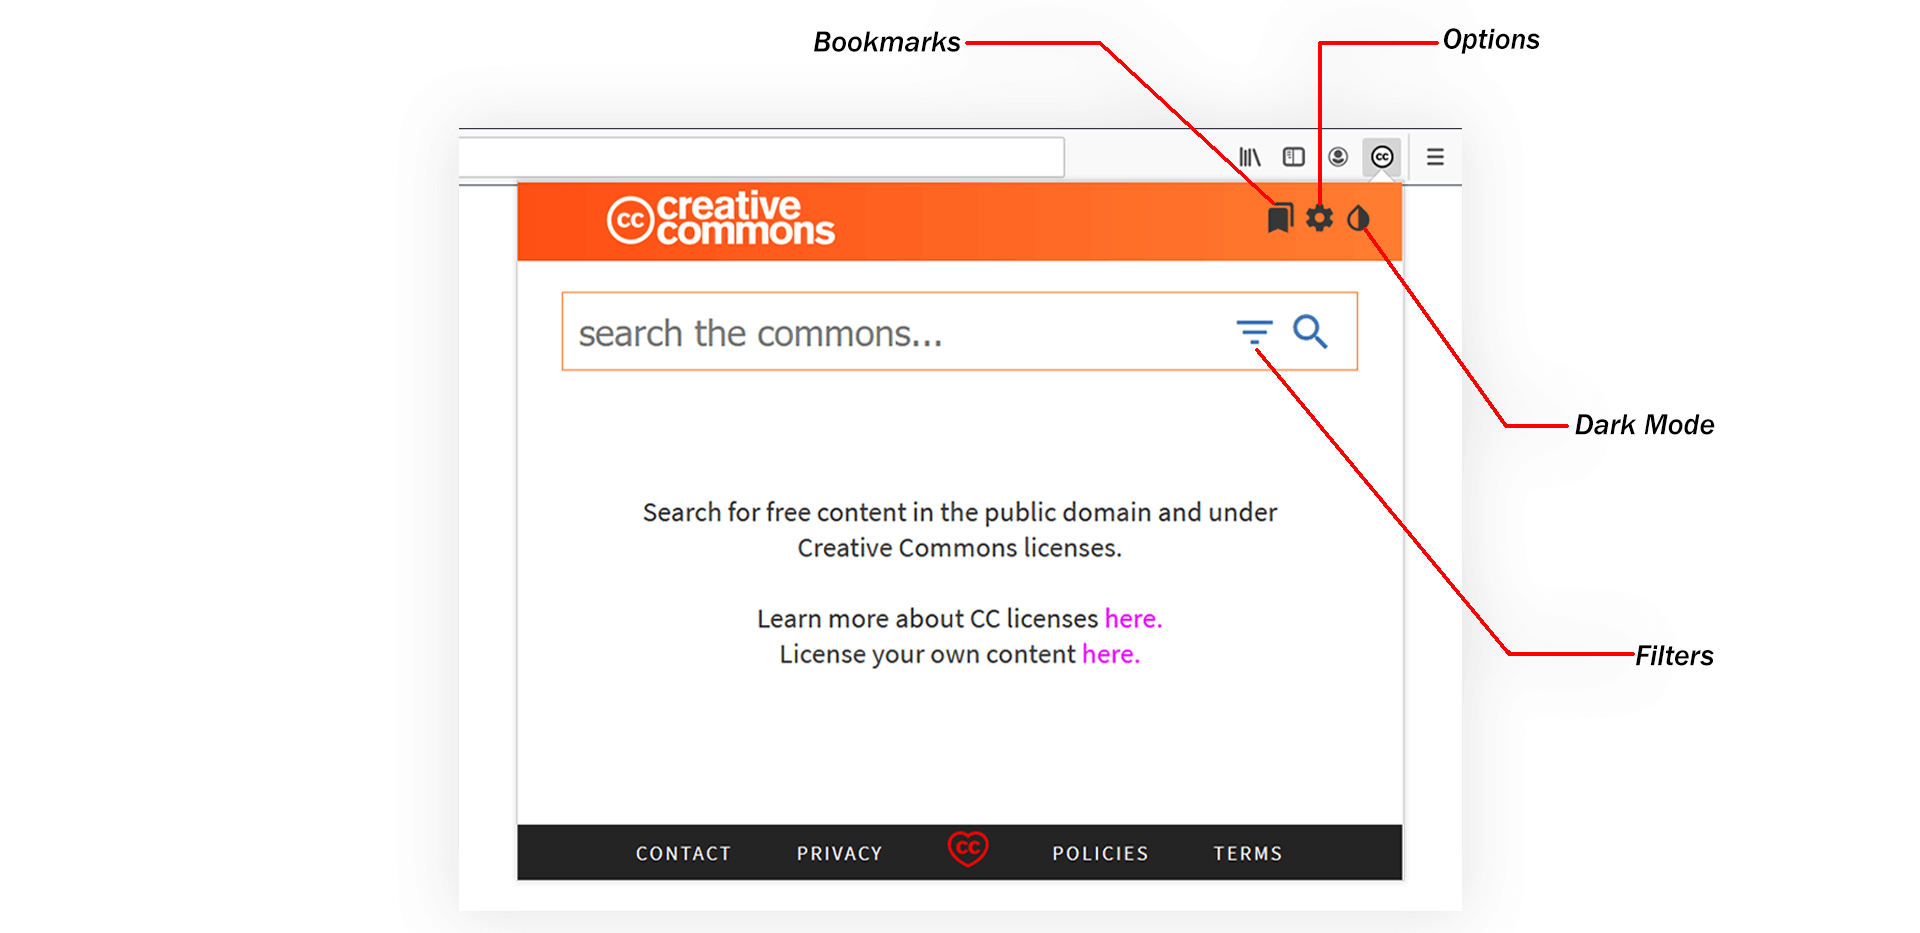 Bookmarks
Options
cc creative
commons
search the commons...
Dark Mode
Search for free content in the public domain and under
Creative Commons licenses.
Learn more about CC licenses here.
License your own content here.
Filters
CONTACT PRIVACY CC POLICIES TERMS